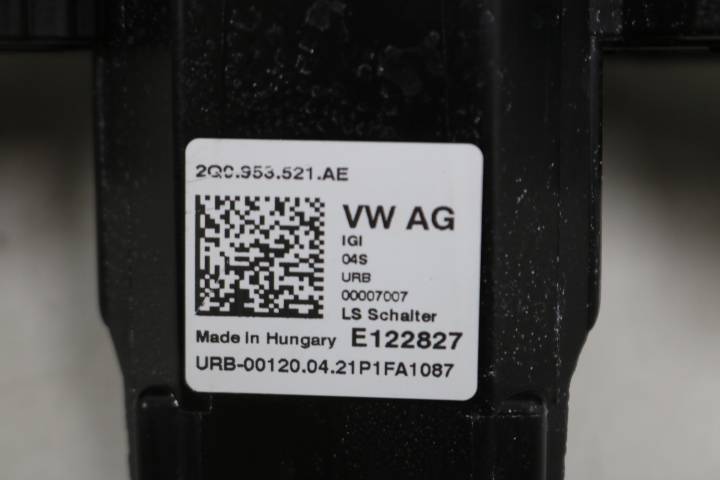 2Q0.953.521.AE
VW AG
IGI
04S
URB
00007007
LS Schalter
Made in Hungary E122827
URB-00120.04.21P1FA1087